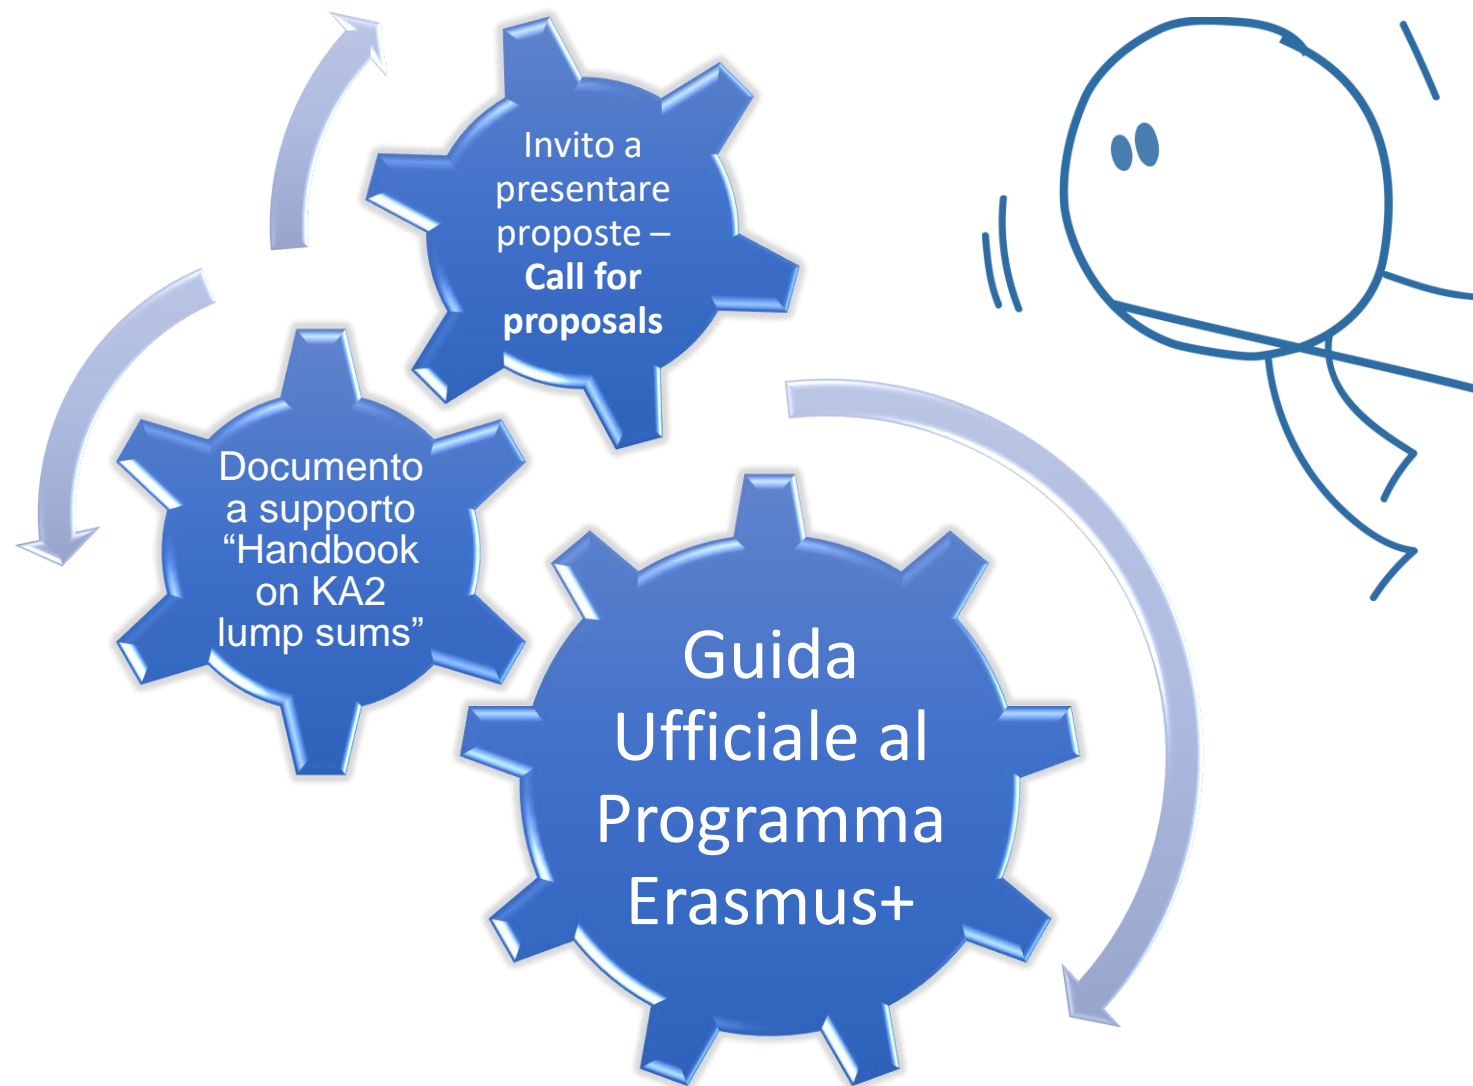 Invito a
presentare
proposte –
Call for
proposals
Documento
a supporto
“Handbook
on KA2
lump sums”
Guida
Ufficiale al
Programma
Erasmus+